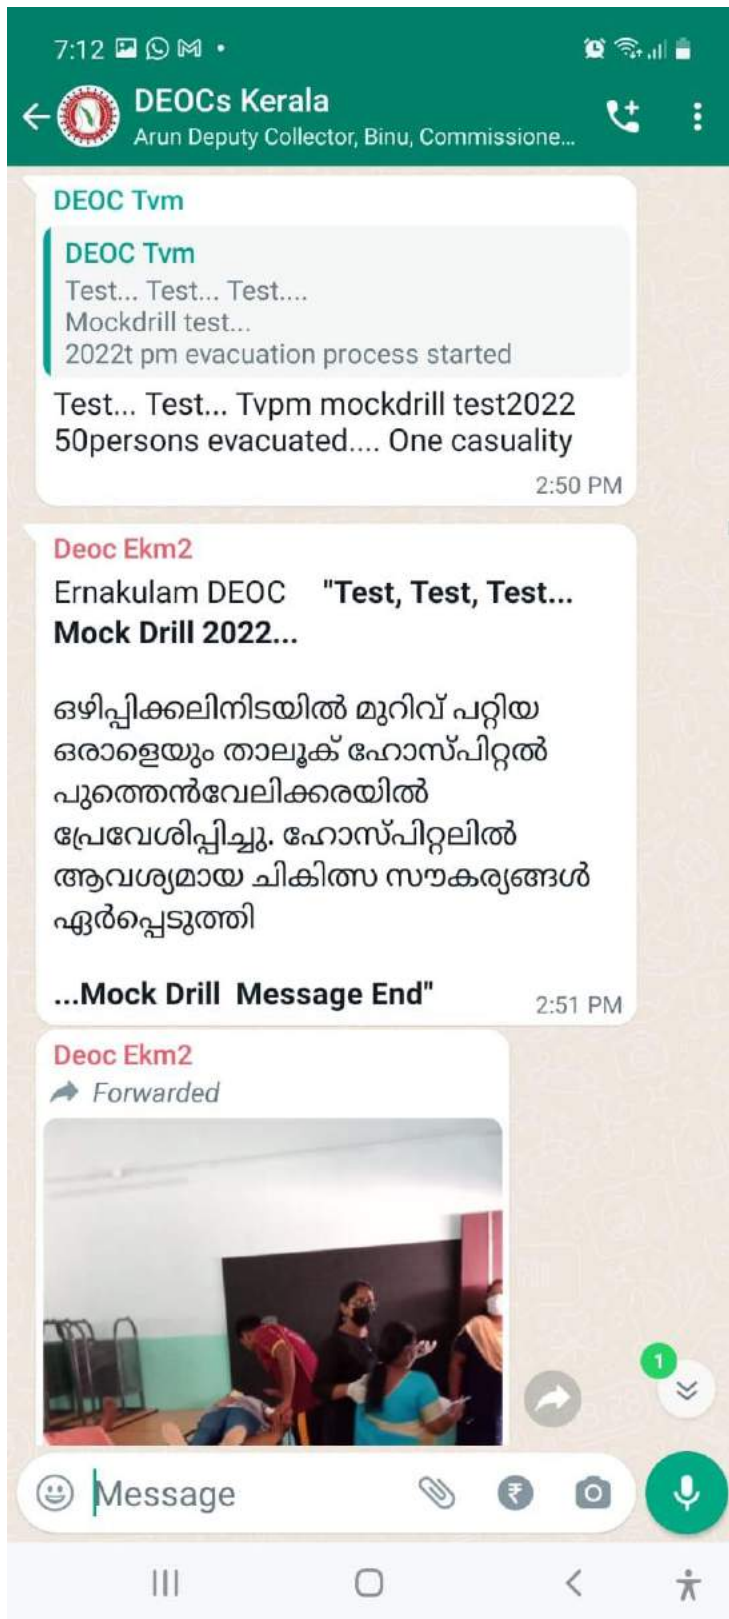 7:12
DEOCs Kerala
Arun Deputy Collector, Binu, Commissione...
DEOC Tvm
DEOC Tvm
Test... Test... Test....
Mockdrill test...
2022t pm evacuation process started
Test... Test... Tvpm mockdrill test2022
50persons evacuated.... One casuality
2:50 PM
Deoc Ekm2
Ernakulam DEOC "Test, Test, Test...
Mock Drill 2022...
ഒഴിപ്പിക്കലിനിടയിൽ മുറിവ് പറ്റിയ
ഒരാളെയും താലൂക് ഹോസ്പിറ്റൽ
പുത്തെൻവേലിക്കരയിൽ
പ്രേവേശിപ്പിച്ചു. ഹോസ്പിറ്റലിൽ
ആവശ്യമായ ചികിത്സ സൗകര്യങ്ങൾ
ഏർപ്പെടുത്തി
...Mock Drill Message End"
2:51 PM
Deoc Ekm2
Forwarded
1
Message